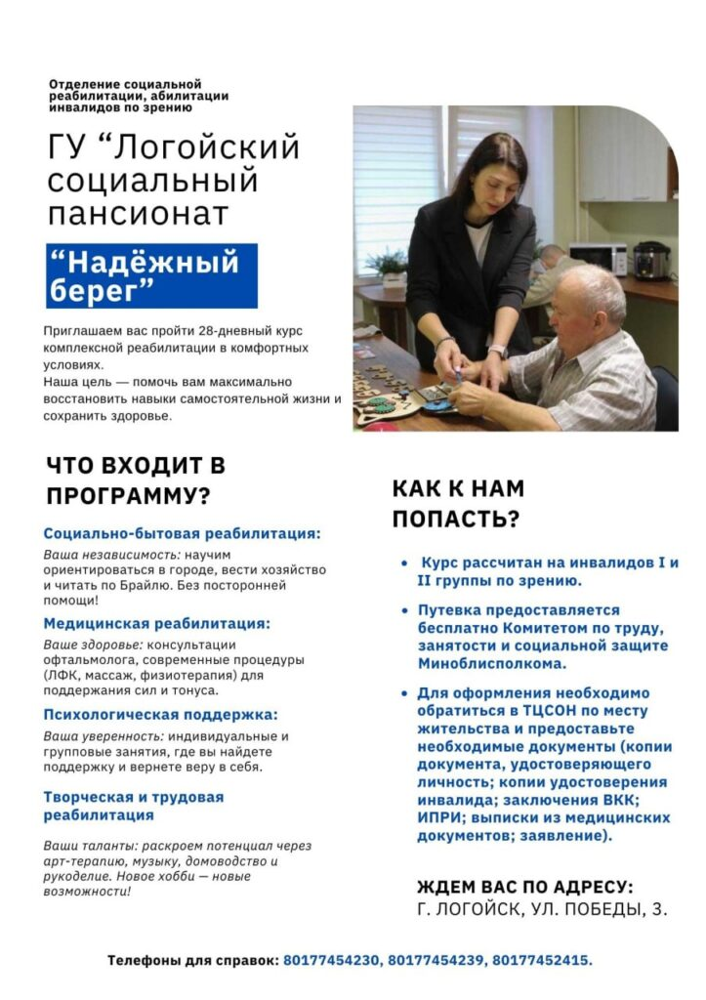 Отделение социальной
реабилитации, абилитации
инвалидов по зрению
ГУ “Логойский
социальный
пансионат
“Надёжный
берег”
Приглашаем вас пройти 28-дневный курс
комплексной реабилитации в комфортных
условиях.
Наша цель — помочь вам максимально
восстановить навыки самостоятельной жизни и
сохранить здоровье.
ЧТО ВХОДИТ В
ПРОГРАММУ?
Социально-бытовая реабилитация:
Ваша независимость: научим
ориентироваться в городе, вести хозяйство
и читать по Брайлю. Без посторонней
помощи!
Медицинская реабилитация:
Ваше здоровье: консультации
офтальмолога, современные процедуры
(ЛФК, массаж, физиотерапия) для
поддержания сил и тонуса.
Психологическая поддержка:
Ваша уверенность: индивидуальные и
групповые занятия, где вы найдете
поддержку и вернете веру в себя.
Творческая и трудовая
реабилитация
Ваши таланты: раскроем потенциал через
арт-терапию, музыку, домоводство и
рукоделие. Новое хобби — новые
возможности!
КАК К НАМ
ПОПАСТЬ?
• Курс рассчитан на инвалидов I и
II группы по зрению.
• Путевка предоставляется
бесплатно Комитетом по труду,
занятости и социальной защите
Миноблисполкома.
• Для оформления необходимо
обратиться в ТЦСОН по месту
жительства и предоставьте
необходимые документы (копии
документа, удостоверяющего
личность; копии удостоверения
инвалида; заключения ВКК;
ИПРИ; выписки из медицинских
документов; заявление).
ЖДЕМ ВАС ПО АДРЕСУ:
Г. ЛОГОЙСК, УЛ. ПОБЕДЫ, 3.
Телефоны для справок: 80177454230, 80177454239, 80177452415.